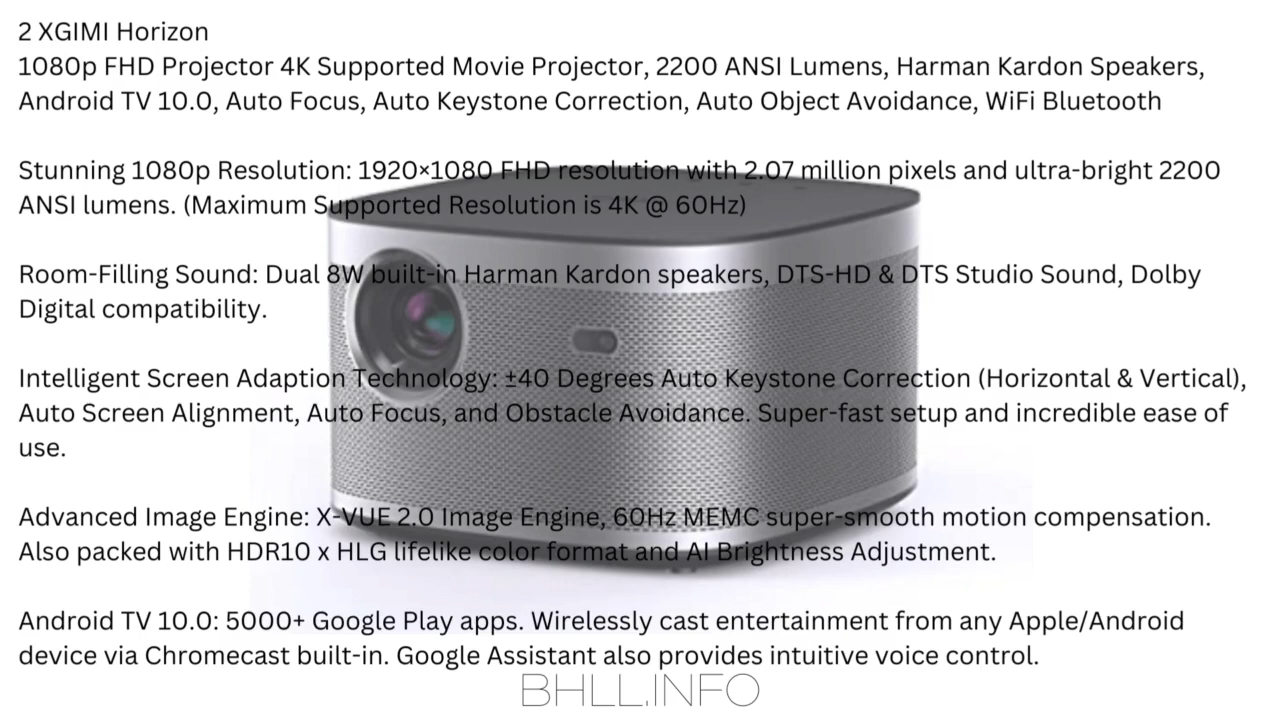 2 XGIMI Horizon
1080p FHD Projector 4K Supported Movie Projector, 2200 ANSI Lumens, Harman Kardon Speakers,
Android TV 10.0, Auto Focus, Auto Keystone Correction, Auto Object Avoidance, WiFi Bluetooth
Stunning 1080p Resolution: 1920×1080 FHD resolution with 2.07 million pixels and ultra-bright 2200
ANSI lumens. (Maximum Supported Resolution is 4K @ 60Hz)
Room-Filling Sound: Dual 8W built-in Harman Kardon speakers, DTS-HD & DTS Studio Sound, Dolby
Digital compatibility.
Intelligent Screen Adaption Technology: ±40 Degrees Auto Keystone Correction (Horizontal & Vertical),
Auto Screen Alignment, Auto Focus, and Obstacle Avoidance. Super-fast setup and incredible ease of
use.
Advanced Image Engine: X-VUE 2.0 Image Engine, 60Hz MEMC super-smooth motion compensation.
Also packed with HDR10 x HLG lifelike color format and AI Brightness Adjustment.
Android TV 10.0: 5000+ Google Play apps. Wirelessly cast entertainment from any Apple/Android
device via Chromecast built-in. Google Assistant also provides intuitive voice control.
BHLL.INFO